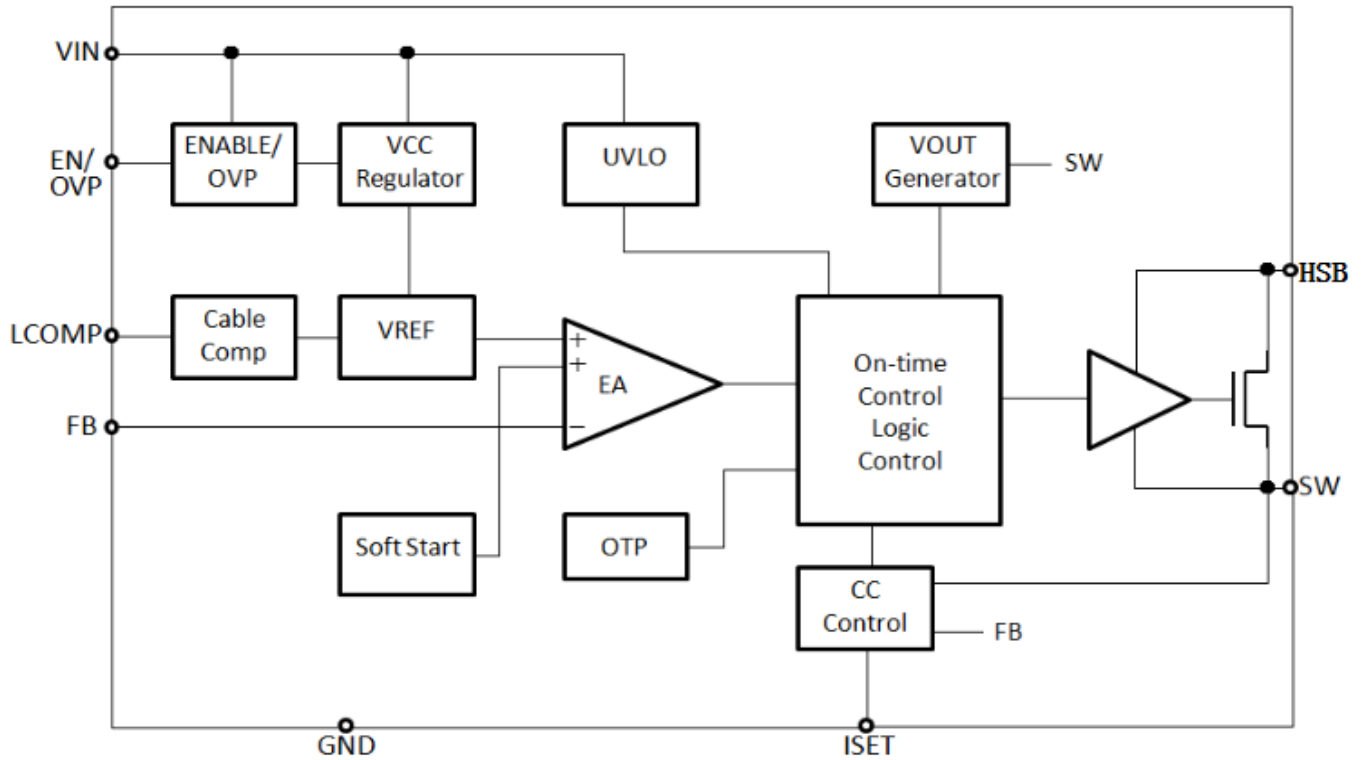 VIN
EN/
OVP
ENABLE/
OVP
VCC
Regulator
UVLO
VOUT
Generator
SW
HSB
LCOMP
Cable
Comp
VREF
+
+
EA
−
On-time
Control
Logic
Control
FB
SW
Soft Start
OTP
CC
Control
FB
GND
ISET